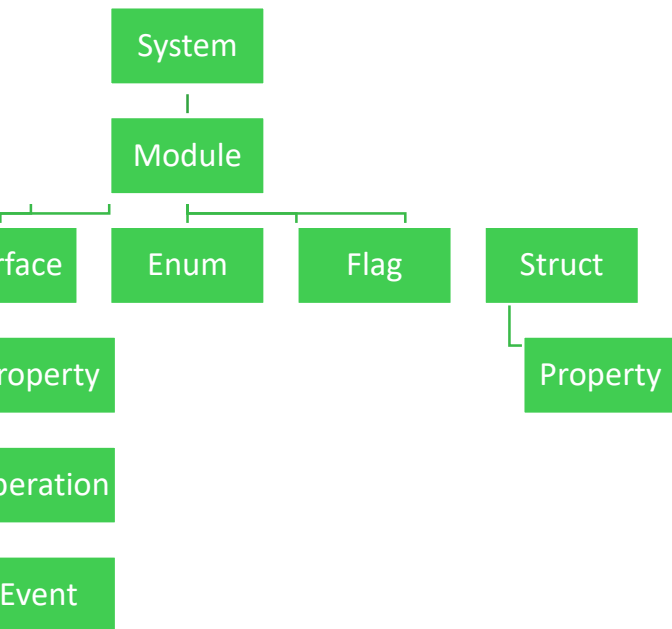 System
Module
rface Enum Flag Struct
roperty Property
peration
Event